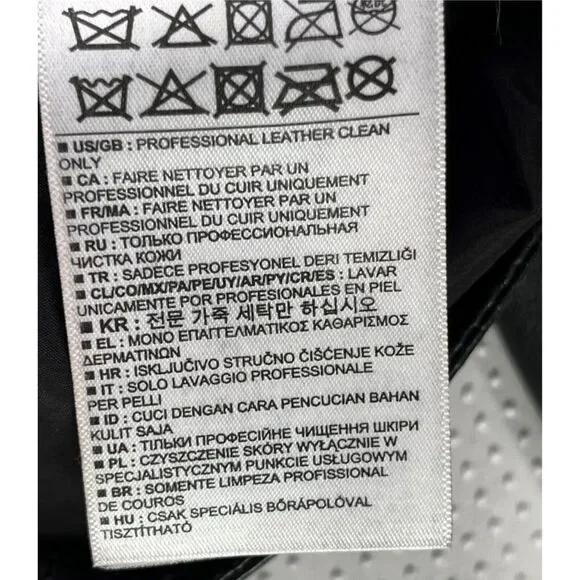 ■ US/GB : PROFESSIONAL LEATHER CLEAN
ONLY
■ CA : FAIRE NETTOYER PAR UN
PROFESSIONNEL DU CUIR UNIQUEMENT
■ FR/MA : FAIRE NETTOYER PAR UN
PROFESSIONNEL DU CUIR UNIQUEMENT
■ RU : ТОЛЬКО ПРОФЕССИОНАЛЬНАЯ
ЧИСТКА КОЖИ
■ TR : SADECE PROFESYONEL DERI TEMIZLIĞI
■ CL/CO/MX/PA/PE/UY/AR/PY/CR/ES : LAVAR
UNICAMENTE POR PROFESIONALES EN PIEL
■ KR : 전문 가죽 세탁만 하십시오
■ EL : ΜΟΝΟ ΕΠΑΓΓΕΛΜΑΤΙΚΟΣ ΚΑΘΑΡΙΣΜΟΣ
ΔΕΡΜΑΤΙΝΩΝ
■ HR : ISKLJUČIVO STRUČNO ČIŠĆENJE KOŽE
■ IT : SOLO LAVAGGIO PROFESSIONALE
PER PELLI
■ ID : CUCI DENGAN CARA PENCUCIAN BAHAN
KULIT SAJA
■ UA : ТІЛЬКИ ПРОФЕСІЙНЕ ЧИЩЕННЯ ШКІРИ
■ PL : CZYSZCZENIE SKÓRY WYŁĄCZNIE W
SPECJALISTYCZNYM PUNKCIE USŁUGOWYM
■ BR : SOMENTE LIMPEZA PROFISSIONAL
DE COUROS
■ HU : CSAK SPECIÁLIS BŐRÁPOLÓVAL
TISZTÍTHATÓ